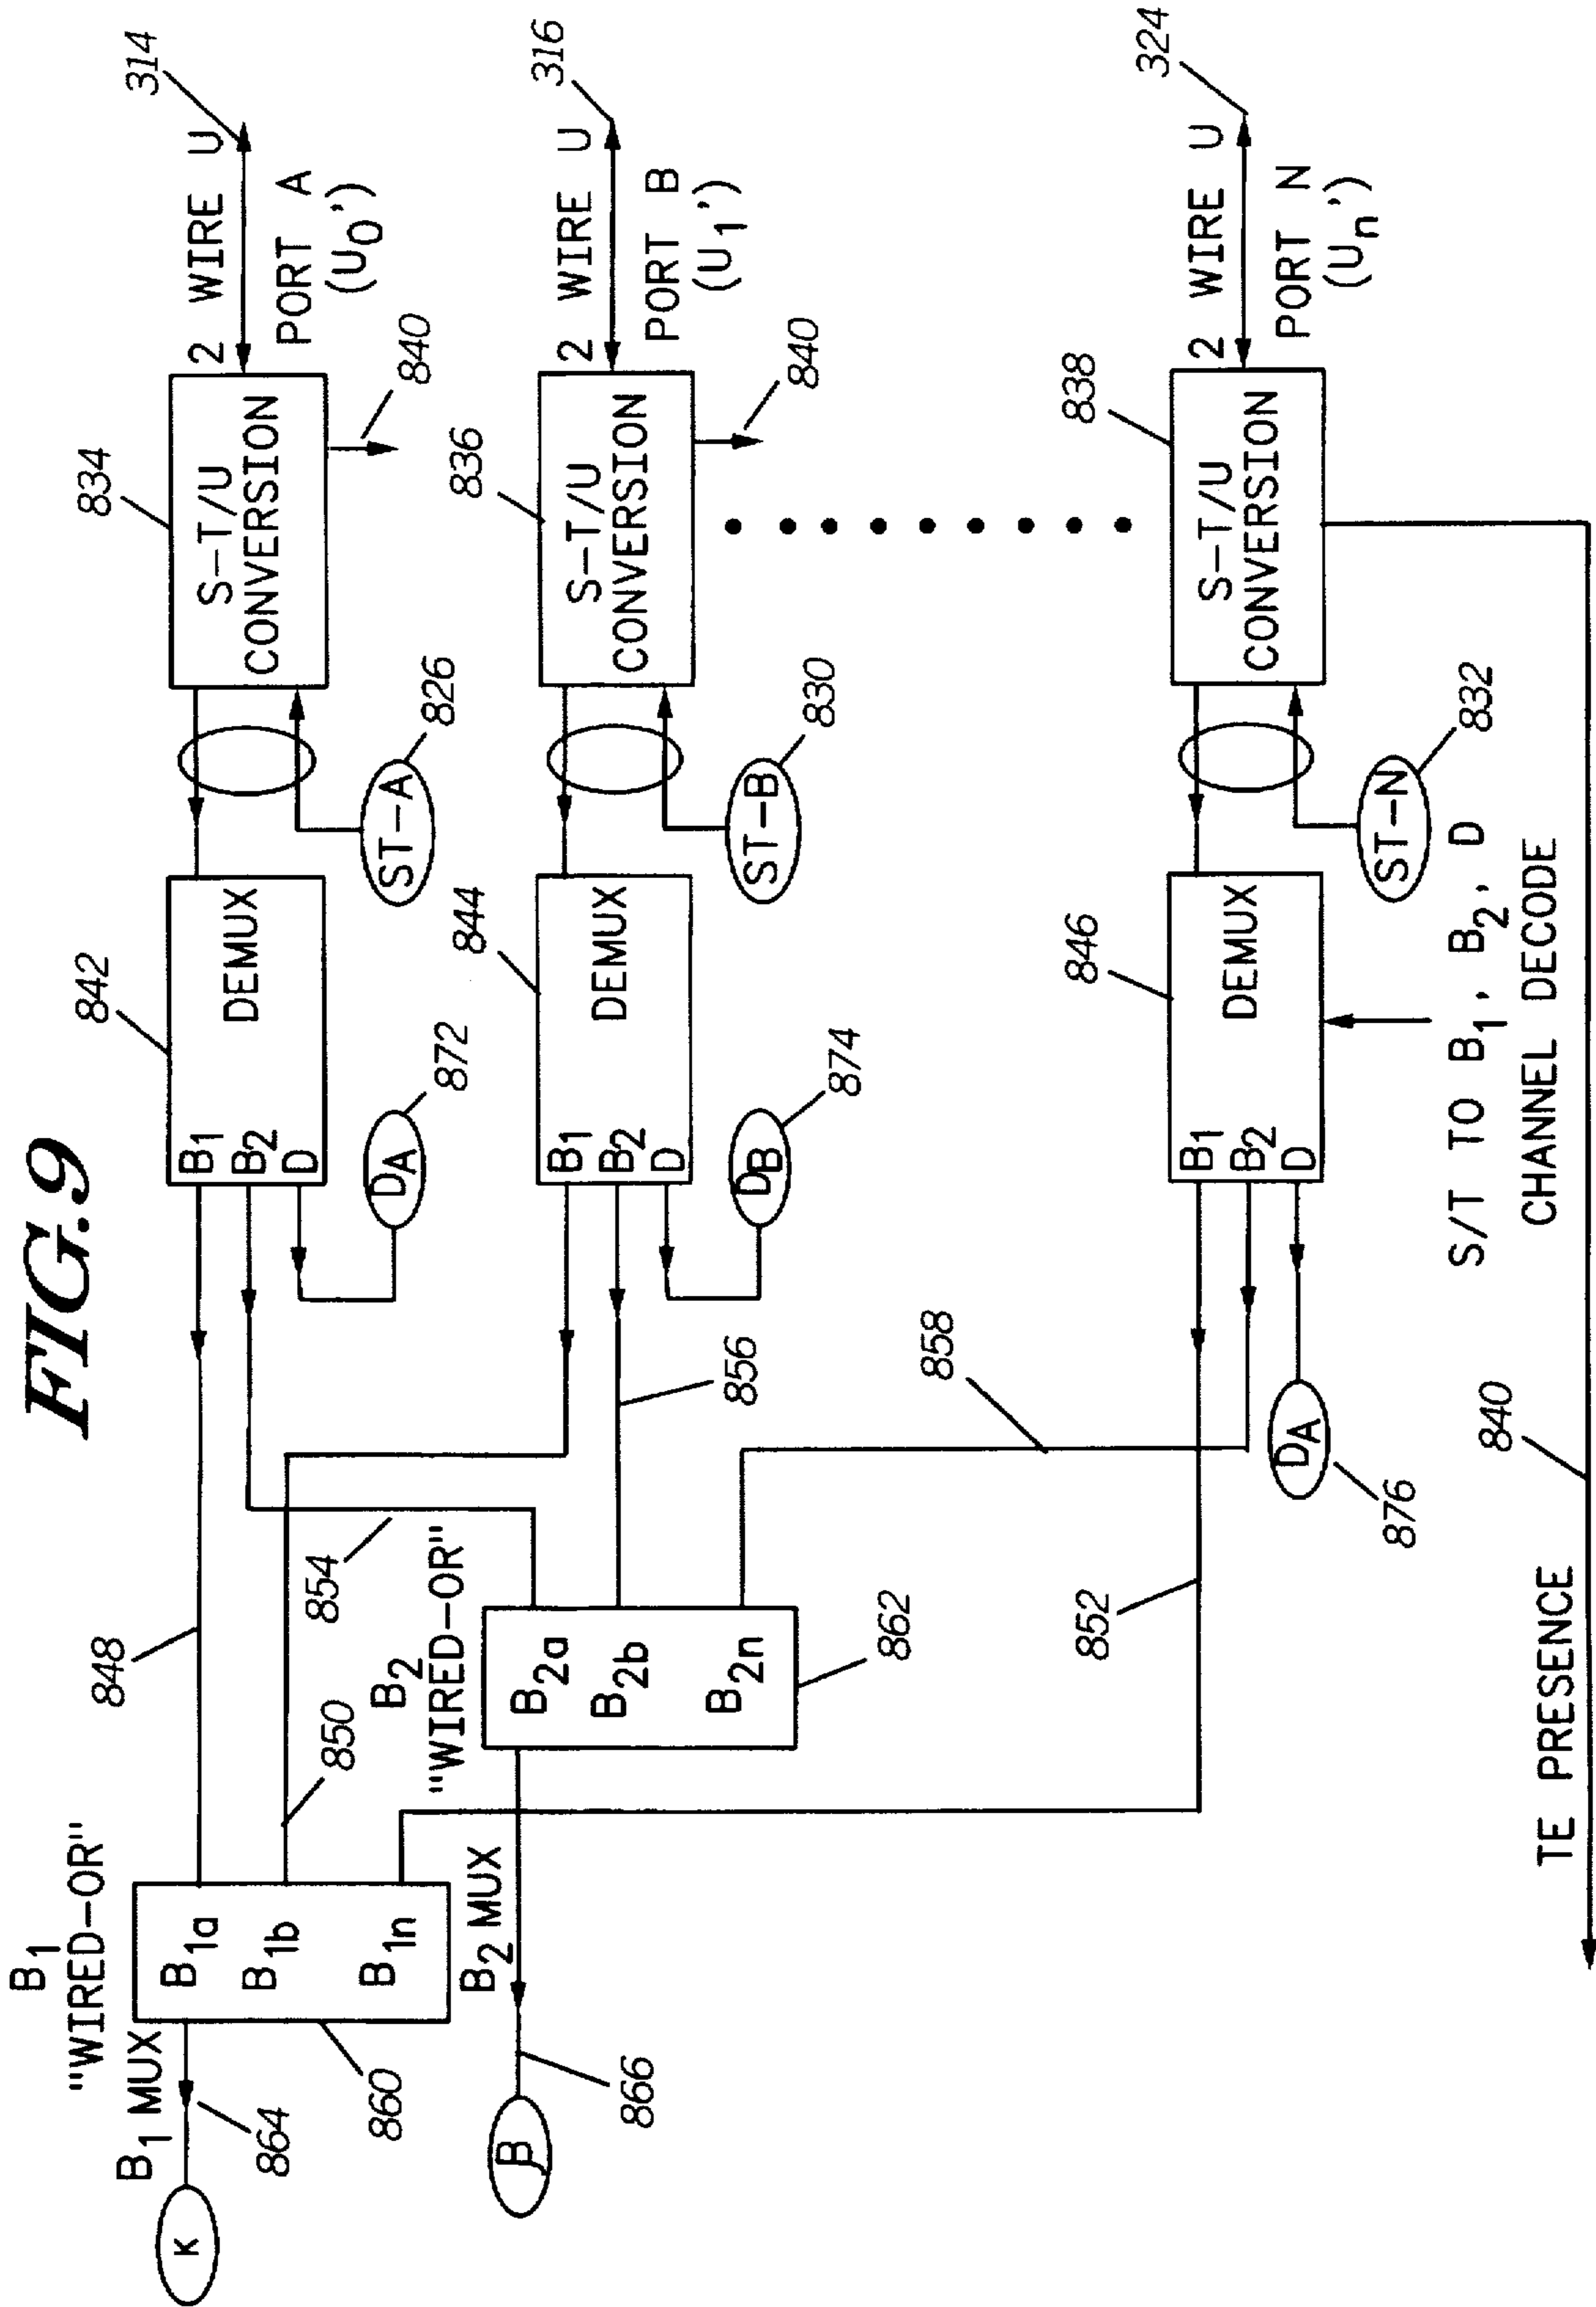 FIG.9
B1
"WIRED-OR"
B1 MUX
864
860
K
B1a
B1b
B1n
848
850
B2
"WIRED-OR"
B2 MUX
866
β
B2a
B2b
B2n
862
854
856
858
852
842
B1
B2
D
DEMUX
DA
872
834
S-T/U
CONVERSION
ST-A
826
840
2 WIRE U
314
PORT A
(U0')
844
B1
B2
D
DEMUX
DB
874
836
S-T/U
CONVERSION
ST-B
830
840
2 WIRE U
316
PORT B
(U1')
846
B1
B2
D
DEMUX
DA
876
838
S-T/U
CONVERSION
ST-N
832
2 WIRE U
324
PORT N
(Un')
S/T TO B1, B2, D
CHANNEL DECODE
TE PRESENCE
840